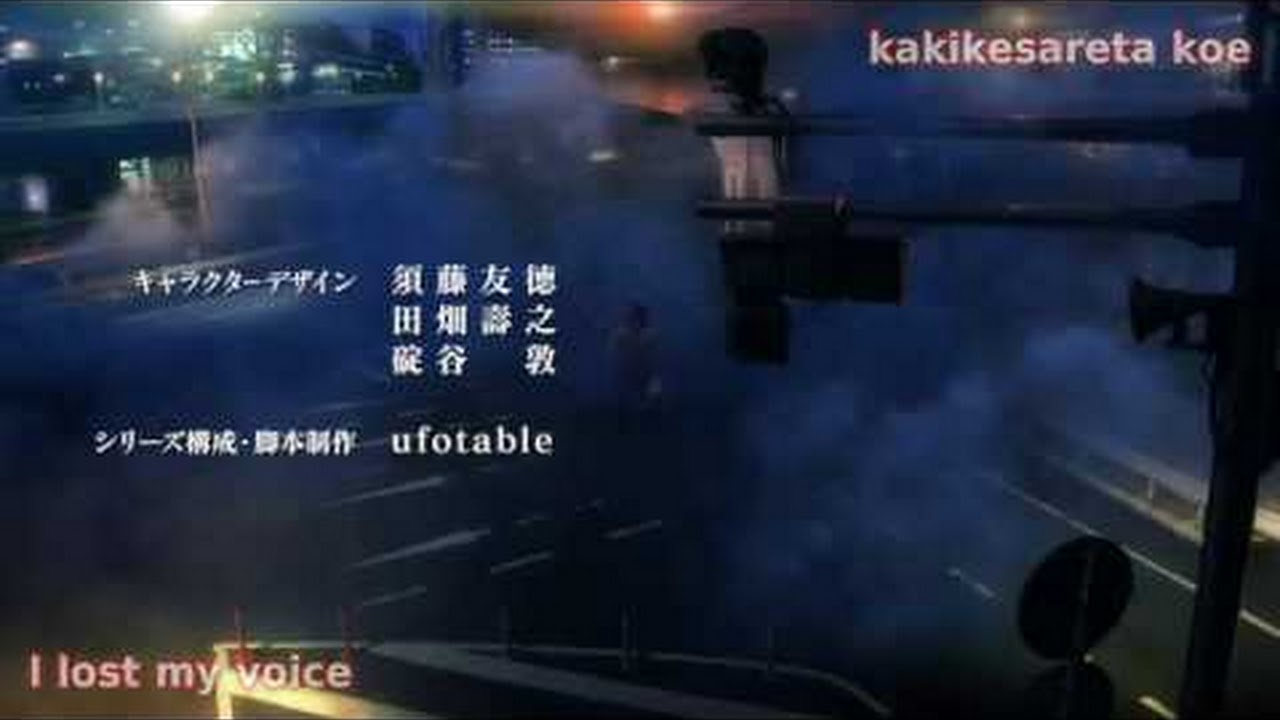 kakikesareta koe
キャラクターデザイン 須藤友徳
田畑壽之
碇谷 敦
シリーズ構成・脚本制作 ufotable
I lost my voice